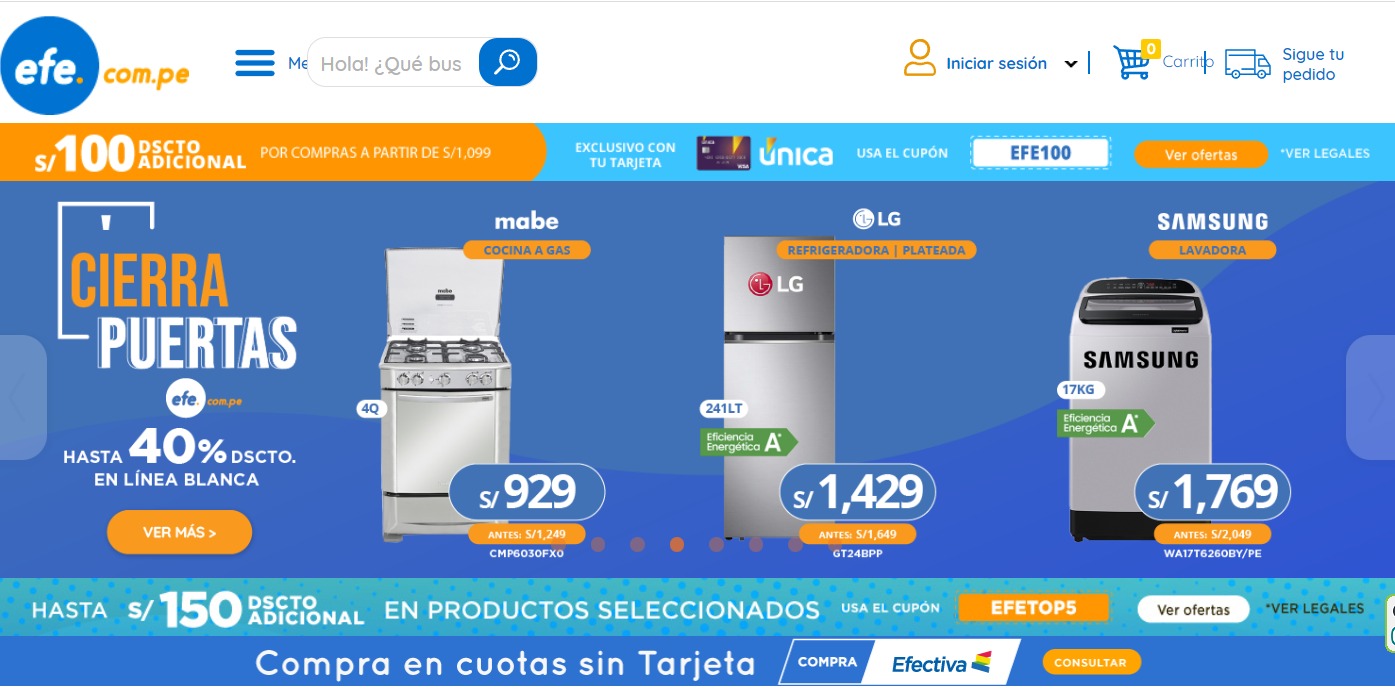 efe.com.pe
Me
Hola! ¿Qué bus
Iniciar sesión
0
Carrito
Sigue tu
pedido
S/100 DSCTO
ADICIONAL
POR COMPRAS A PARTIR DE S/1,099
EXCLUSIVO CON
TU TARJETA
única
USA EL CUPÓN
EFE100
Ver ofertas
*VER LEGALES
CIERRA
PUERTAS
efe.com.pe
HASTA 40% DSCTO.
EN LÍNEA BLANCA
VER MÁS >
mabe
COCINA A GAS
mabe
4Q
S/ 929
ANTES: S/1,249
CMP6030FX0
LG
REFRIGERADORA | PLATEADA
LG
241LT
Eficiencia
Energética A*
S/ 1,429
ANTES: S/1,649
GT24BPP
SAMSUNG
LAVADORA
SAMSUNG
17KG
Eficiencia
Energética A*
S/ 1,769
ANTES: S/2,049
WA17T6260BY/PE
HASTA S/150 DSCTO
ADICIONAL
EN PRODUCTOS SELECCIONADOS
USA EL CUPÓN
EFETOP5
Ver ofertas
*VER LEGALES
Compra en cuotas sin Tarjeta
COMPRA
Efectiva
CONSULTAR